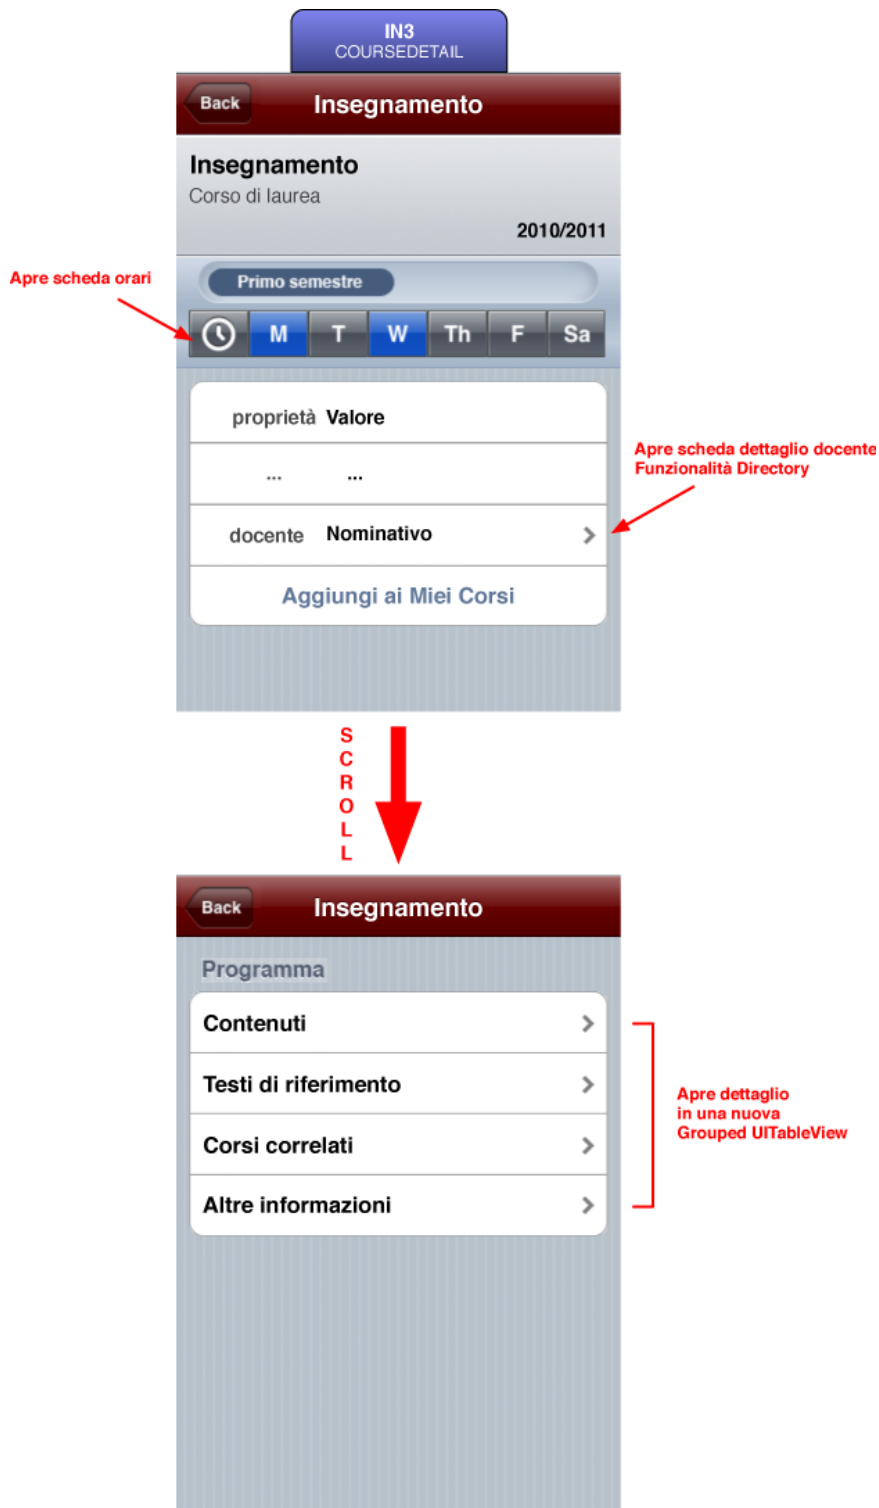 IN3
COURSEDETAIL
Back
Insegnamento
Insegnamento
Corso di laurea
2010/2011
Apre scheda orari
Primo semestre
M T W Th F Sa
proprietà Valore
... ...
Apre scheda dettaglio docente
Funzionalità Directory
docente Nominativo
Aggiungi ai Miei Corsi
SCROLL
Back
Insegnamento
Programma
Contenuti
Testi di riferimento
Corsi correlati
Altre informazioni
Apre dettaglio
in una nuova
Grouped UITableView